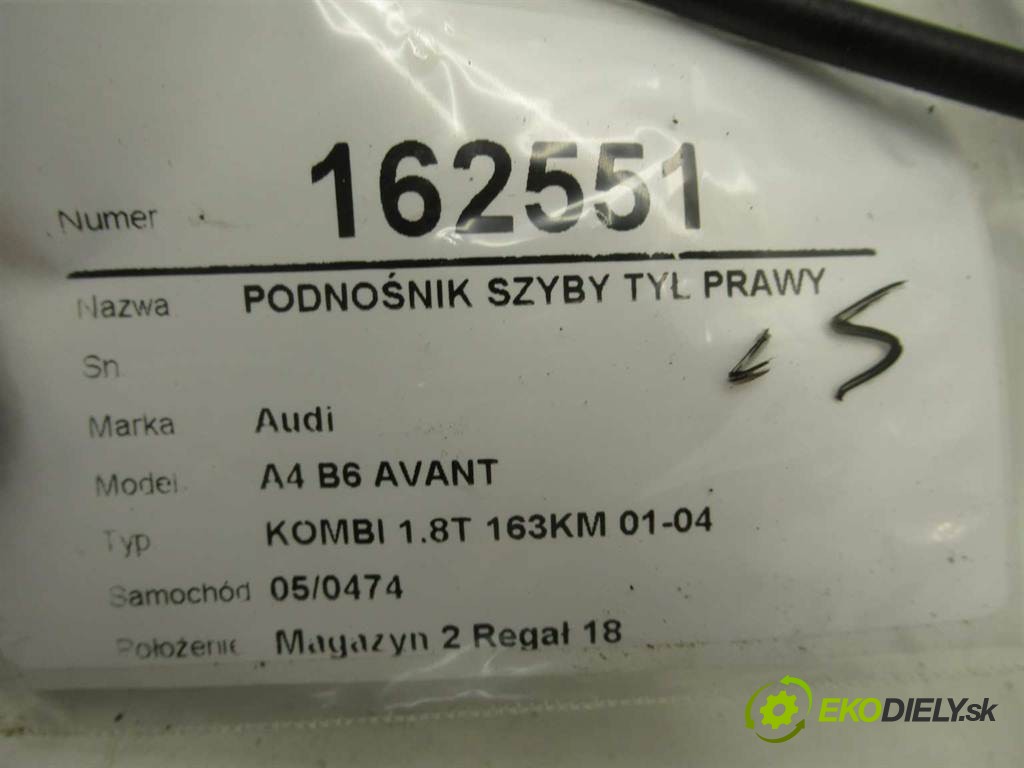 Numer 162551
Nazwa PODNOŚNIK SZYBY TYŁ PRAWY
Sn
Marka Audi
Model A4 B6 AVANT
Typ KOMBI 1.8T 163KM 01-04
Samochód 05/0474
Położenie Magazyn 2 Regał 18
EKODIELY.sk